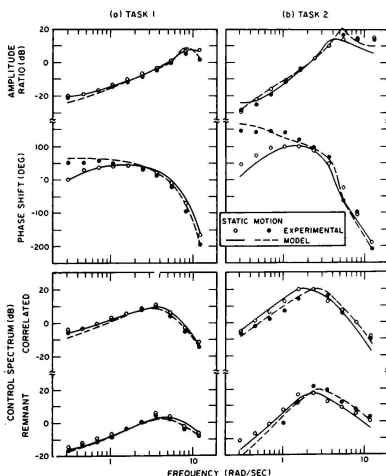 (a) TASK 1
(b) TASK 2
AMPLITUDE
RATIO (dB)
20
0
-20
PHASE SHIFT (DEG)
100
0
-100
-200
STATIC MOTION
EXPERIMENTAL
MODEL
CONTROL SPECTRUM (dB)
CORRELATED
20
0
-20
REMNANT
20
0
-20
1
10
1
10
FREQUENCY (RAD/SEC)